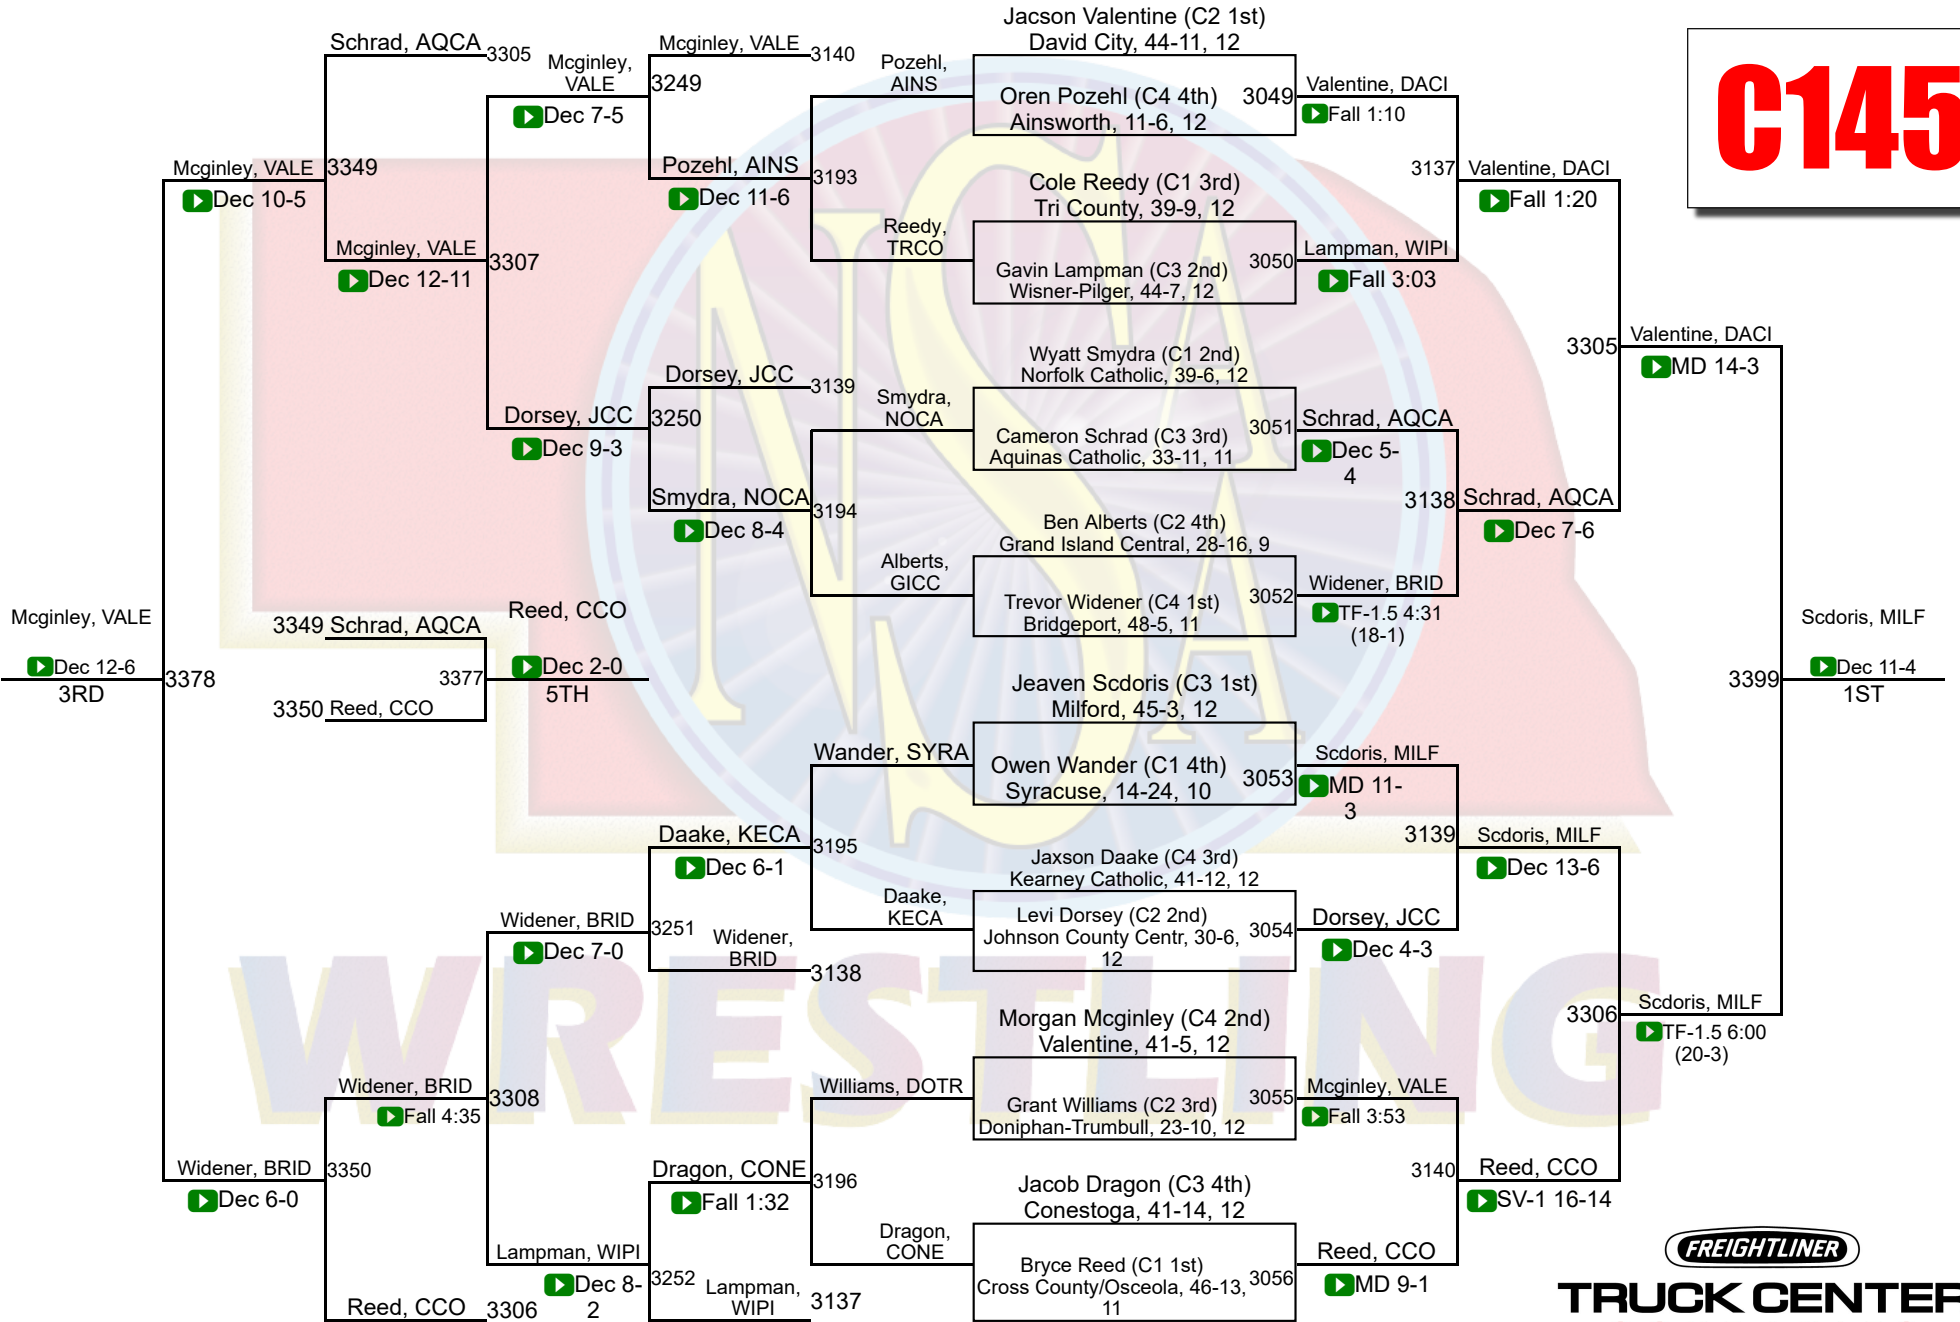 Jacson Valentine (C2 1st)
David City, 44-11, 12
Oren Pozehl (C4 4th)
Ainsworth, 11-6, 12
3049
Cole Reedy (C1 3rd)
Tri County, 39-9, 12
Gavin Lampman (C3 2nd)
Wisner-Pilger, 44-7, 12
3050
Wyatt Smydra (C1 2nd)
Norfolk Catholic, 39-6, 12
Cameron Schrad (C3 3rd)
Aquinas Catholic, 33-11, 11
3051
Ben Alberts (C2 4th)
Grand Island Central, 28-16, 9
Trevor Widener (C4 1st)
Bridgeport, 48-5, 11
3052
Jeaven Scdoris (C3 1st)
Milford, 45-3, 12
Owen Wander (C1 4th)
Syracuse, 14-24, 10
3053
Jaxson Daake (C4 3rd)
Kearney Catholic, 41-12, 12
Levi Dorsey (C2 2nd)
Johnson County Centr, 30-6,
12
3054
Morgan Mcginley (C4 2nd)
Valentine, 41-5, 12
Grant Williams (C2 3rd)
Doniphan-Trumbull, 23-10, 12
3055
Jacob Dragon (C3 4th)
Conestoga, 41-14, 12
Bryce Reed (C1 1st)
Cross County/Osceola, 46-13,
11
3056
Valentine, DACI
Fall 1:10
Lampman, WIPI
Fall 3:03
Schrad, AQCA
Dec 5-
4
Widener, BRID
TF-1.5 4:31
(18-1)
Scdoris, MILF
MD 11-
3
Dorsey, JCC
Dec 4-3
Mcginley, VALE
Fall 3:53
Reed, CCO
MD 9-1
3137
Valentine, DACI
Fall 1:20
3138
Schrad, AQCA
Dec 7-6
3139
Scdoris, MILF
Dec 13-6
3140
Reed, CCO
SV-1 16-14
3305
Valentine, DACI
MD 14-3
3306
Scdoris, MILF
TF-1.5 6:00
(20-3)
3399
Scdoris, MILF
Dec 11-4
1ST
Pozehl,
AINS
Reedy,
TRCO
Smydra,
NOCA
Alberts,
GICC
Wander, SYRA
Daake,
KECA
Williams, DOTR
Dragon,
CONE
Mcginley, VALE
3140
Pozehl, AINS
3193
Dec 11-6
Dorsey, JCC
3139
Smydra, NOCA
3194
Dec 8-4
Daake, KECA
3195
Dec 6-1
Widener,
BRID
3138
Dragon, CONE
3196
Fall 1:32
Lampman,
WIPI
3137
Mcginley,
VALE
3249
Dec 7-5
Dorsey, JCC
3250
Dec 9-3
Widener, BRID
3251
Dec 7-0
Lampman, WIPI
3252
Dec 8-
2
Schrad, AQCA
3305
Mcginley, VALE
3307
Dec 12-11
Widener, BRID
3308
Fall 4:35
Reed, CCO
3306
Mcginley, VALE
3349
Dec 10-5
Widener, BRID
3350
Dec 6-0
Mcginley, VALE
Dec 12-6
3RD
3378
3349 Schrad, AQCA
3350 Reed, CCO
3377
Reed, CCO
Dec 2-0
5TH
C145
NSAA
WRESTLING
FREIGHTLINER
TRUCK CENTER